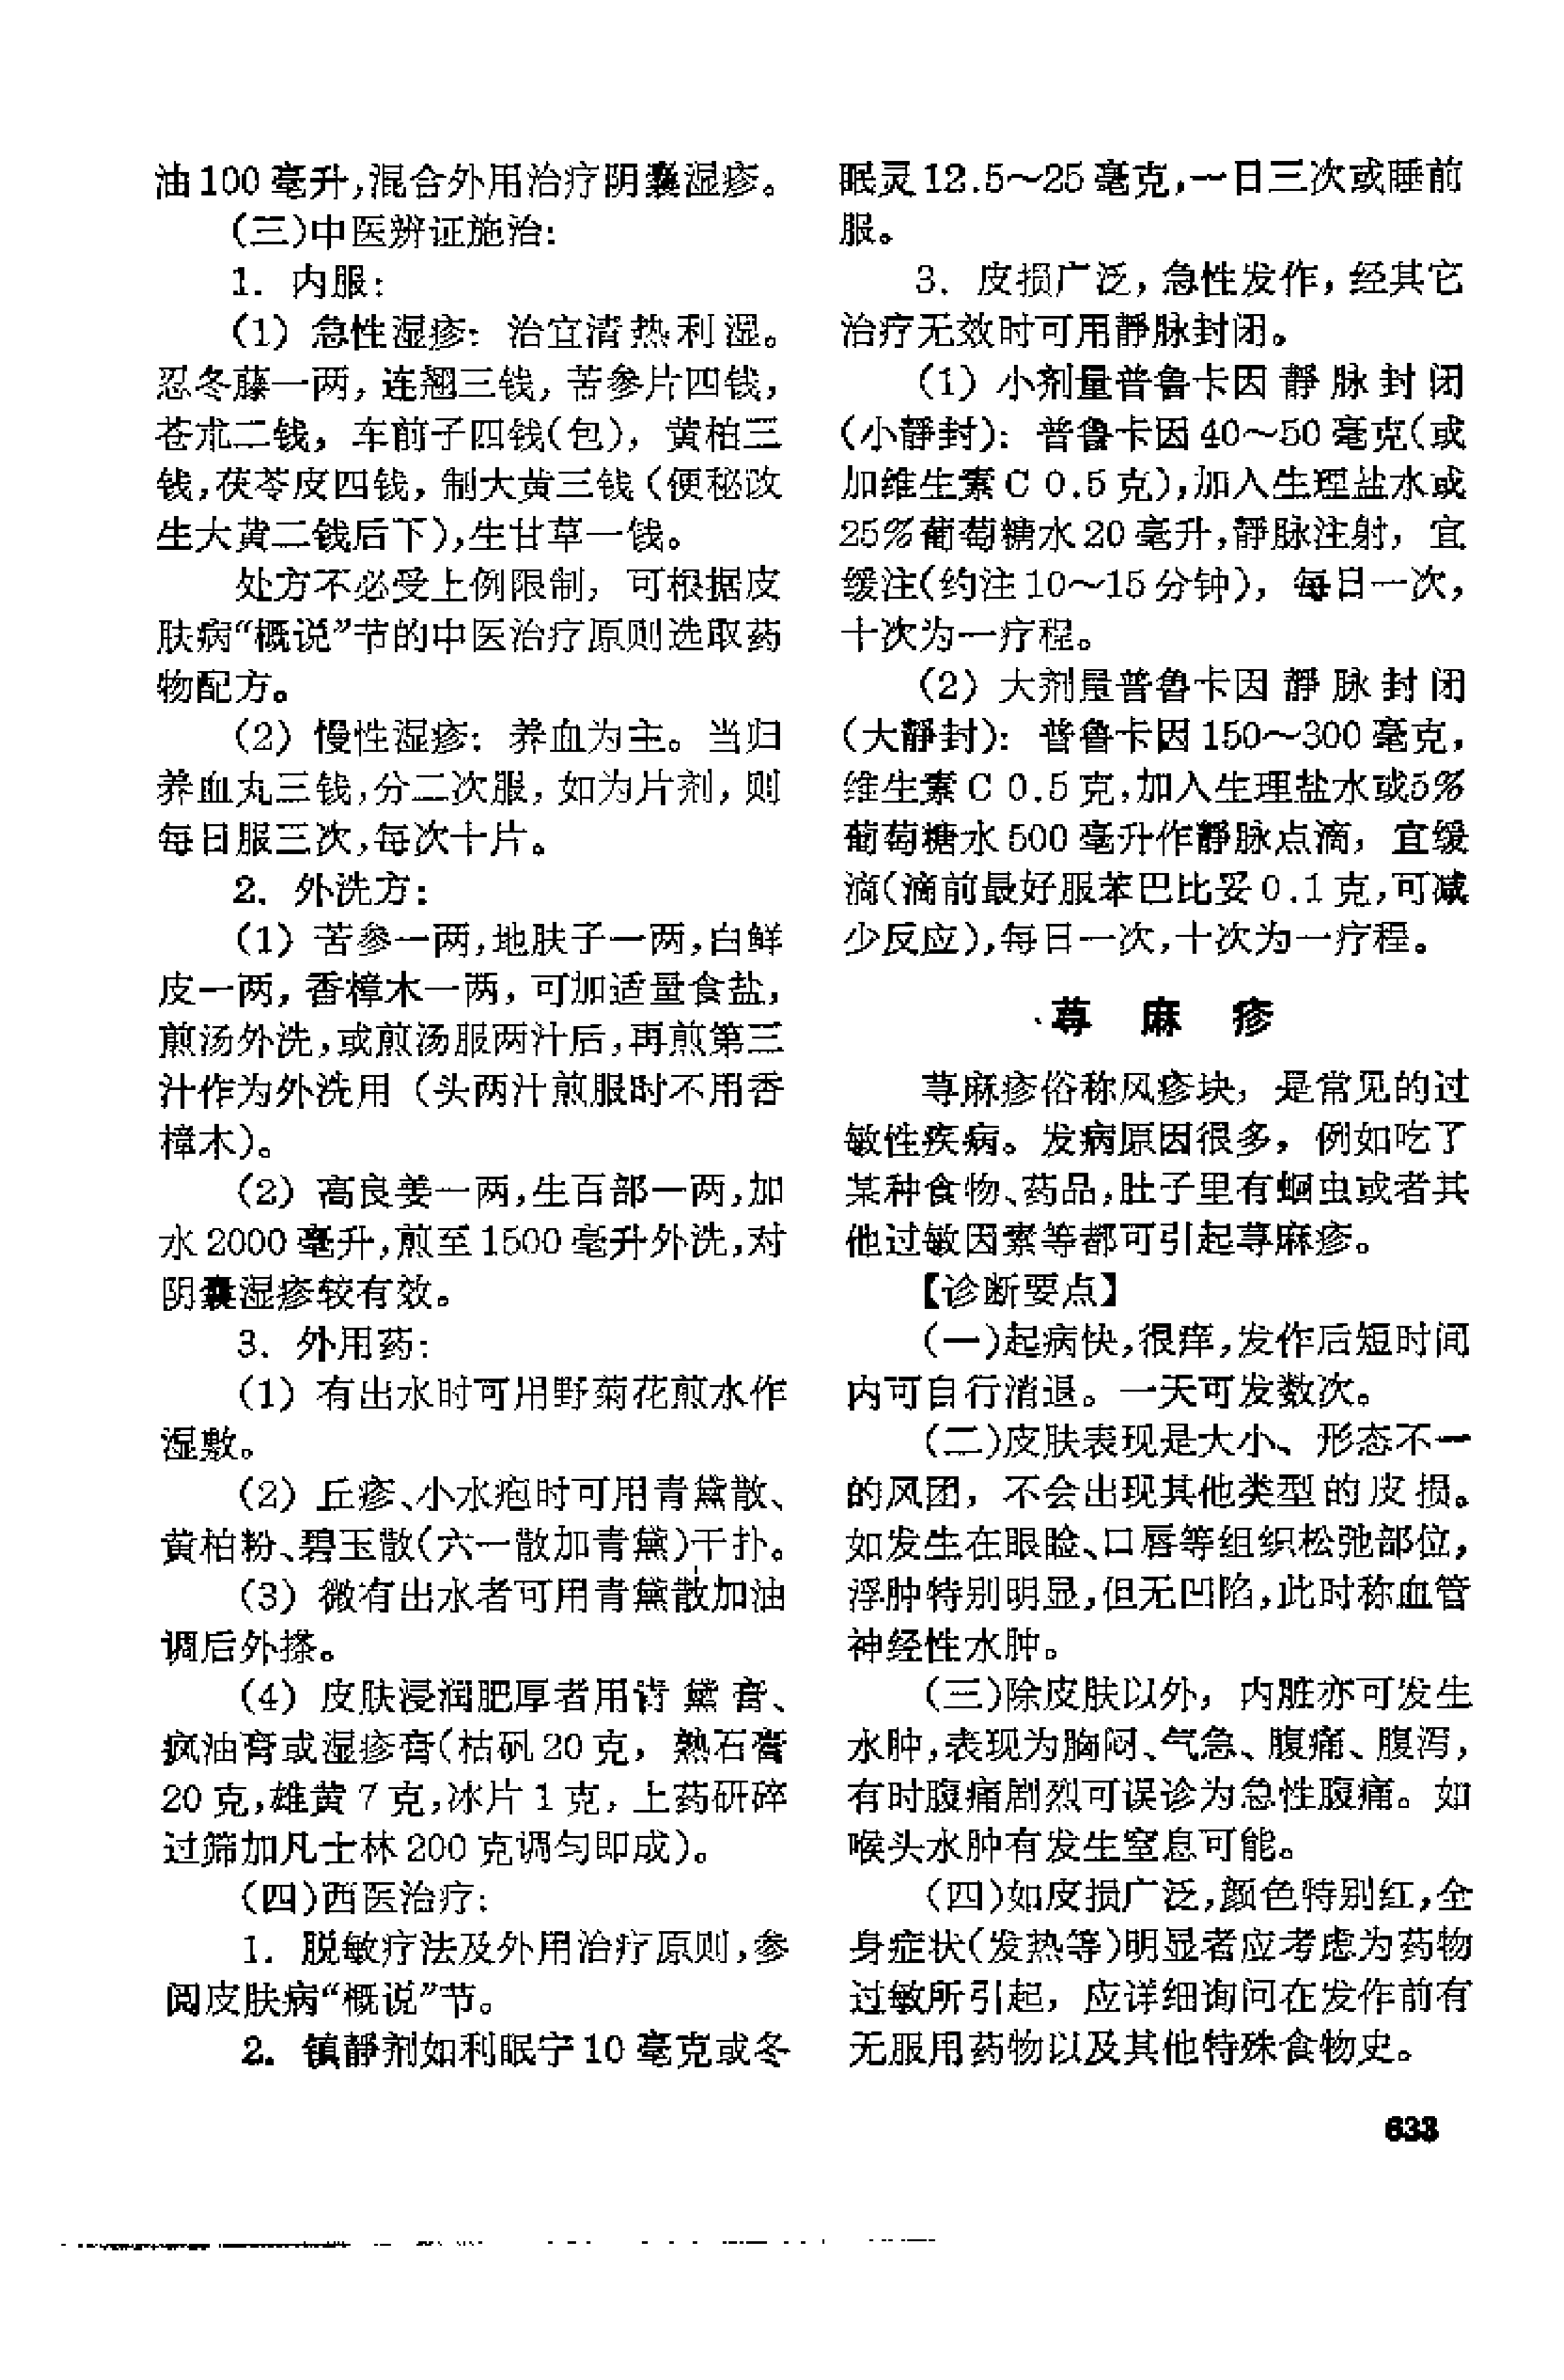 油100毫升,混合外用治疗阴囊湿疹。
(三)中医辨证施治:
1. 内服:
(1) 急性湿疹: 治宜清热利湿。
忍冬藤一两, 连翘三钱, 苦参片四钱,
苍朮二钱, 车前子四钱(包), 黄柏三
钱,茯苓皮四钱, 制大黄三钱(便秘改
生大黄二钱后下),生甘草一钱。
处方不必受上例限制, 可根据皮
肤病“概说”节的中医治疗原则选取药
物配方。
(2) 慢性湿疹: 养血为主。当归
养血丸三钱,分二次服, 如为片剂, 则
每日服三次,每次十片。
2. 外洗方:
(1) 苦参一两,地肤子一两,白鲜
皮一两, 香樟木一两, 可加适量食盐,
煎汤外洗,或煎汤服两汁后,再煎第三
汁作为外洗用(头两汁煎服时不用香
樟木)。
(2) 高良姜一两,生百部一两,加
水2000毫升,煎至1500毫升外洗,对
阴囊湿疹较有效。
3. 外用药:
(1) 有出水时可用野菊花煎水作
湿敷。
(2) 丘疹、小水疱时可用青黛散、
黄柏粉、碧玉散(六一散加青黛)干扑。
(3) 微有出水者可用青黛散加油
调后外搽。
(4) 皮肤浸润肥厚者用青黛膏、
疯油膏或湿疹膏(枯矾20克, 熟石膏
20克,雄黄7克,冰片1克, 上药研碎
过筛加凡士林200克调匀即成)。
(四)西医治疗:
1. 脱敏疗法及外用治疗原则,参
阅皮肤病“概说”节。
2. 镇静剂如利眠宁10毫克或冬
眠灵12.5～25毫克,一日三次或睡前
服。
3. 皮损广泛, 急性发作, 经其它
治疗无效时可用静脉封闭。
(1) 小剂量普鲁卡因静脉封闭
(小静封): 普鲁卡因40～50毫克(或
加维生素C 0.5克),加入生理盐水或
25%葡萄糖水20毫升,静脉注射, 宜
缓注(约注10～15分钟), 每日一次,
十次为一疗程。
(2) 大剂量普鲁卡因静脉封闭
(大静封): 普鲁卡因150～300毫克,
维生素C 0.5克,加入生理盐水或5%
葡萄糖水500毫升作静脉点滴, 宜缓
滴(滴前最好服苯巴比妥0.1克,可减
少反应),每日一次,十次为一疗程。
荨麻疹
荨麻疹俗称风疹块, 是常见的过
敏性疾病。发病原因很多, 例如吃了
某种食物、药品,肚子里有蛔虫或者其
他过敏因素等都可引起荨麻疹。
【诊断要点】
(一)起病快,很痒,发作后短时间
内可自行消退。一天可发数次。
(二)皮肤表现是大小、形态不一
的风团, 不会出现其他类型的皮损。
如发生在眼睑、口唇等组织松弛部位,
浮肿特别明显,但无凹陷,此时称血管
神经性水肿。
(三)除皮肤以外, 内脏亦可发生
水肿,表现为胸闷、气急、腹痛、腹泻,
有时腹痛剧烈可误诊为急性腹痛。如
喉头水肿有发生窒息可能。
(四)如皮损广泛,颜色特别红,全
身症状(发热等)明显者应考虑为药物
过敏所引起, 应详细询问在发作前有
无服用药物以及其他特殊食物史。
633